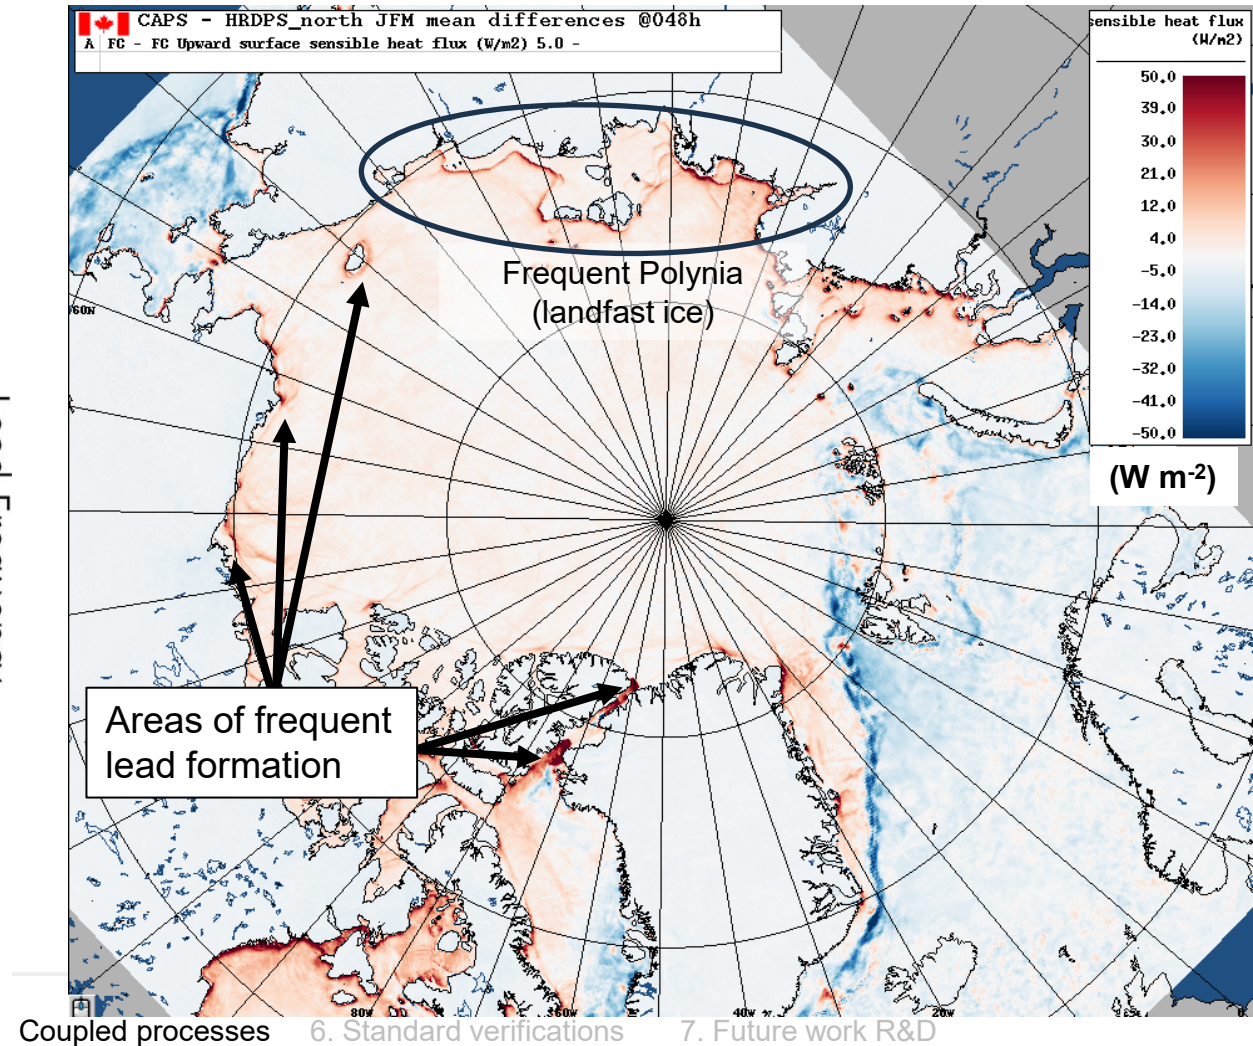 CAPS - HRDPS_north JFM mean differences @048h
A FC - FC Upward surface sensible heat flux (W/m2) 5.0 -
sensible heat flux
(W/m2)
50.0
39.0
30.0
21.0
12.0
4.0
-5.0
-14.0
-23.0
-32.0
-41.0
-50.0
(W m-2)
Frequent Polynia
(landfast ice)
60N
Areas of frequent
lead formation
80W
60W
40W
20W
0
Coupled processes 6. Standard verifications 7. Future work R&D